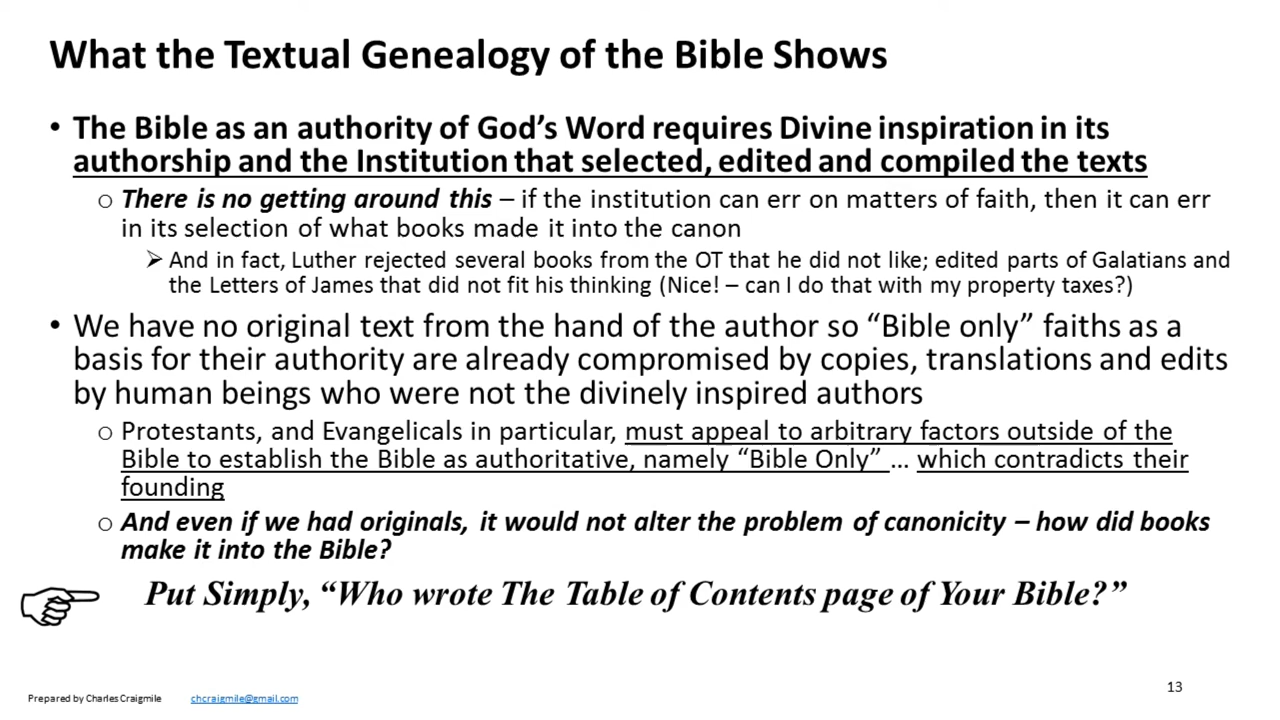 What the Textual Genealogy of the Bible Shows
• The Bible as an authority of God's Word requires Divine inspiration in its
authorship and the Institution that selected, edited and compiled the texts
o There is no getting around this – if the institution can err on matters of faith, then it can err
in its selection of what books made it into the canon
➢ And in fact, Luther rejected several books from the OT that he did not like; edited parts of Galatians and
the Letters of James that did not fit his thinking (Nice! – can I do that with my property taxes?)
• We have no original text from the hand of the author so “Bible only” faiths as a
basis for their authority are already compromised by copies, translations and edits
by human beings who were not the divinely inspired authors
o Protestants, and Evangelicals in particular, must appeal to arbitrary factors outside of the
Bible to establish the Bible as authoritative, namely “Bible Only” … which contradicts their
founding
o And even if we had originals, it would not alter the problem of canonicity – how did books
make it into the Bible?
Put Simply, “Who wrote The Table of Contents page of Your Bible?”
Prepared by Charles Craigmile chcraigmile@gmail.com
13